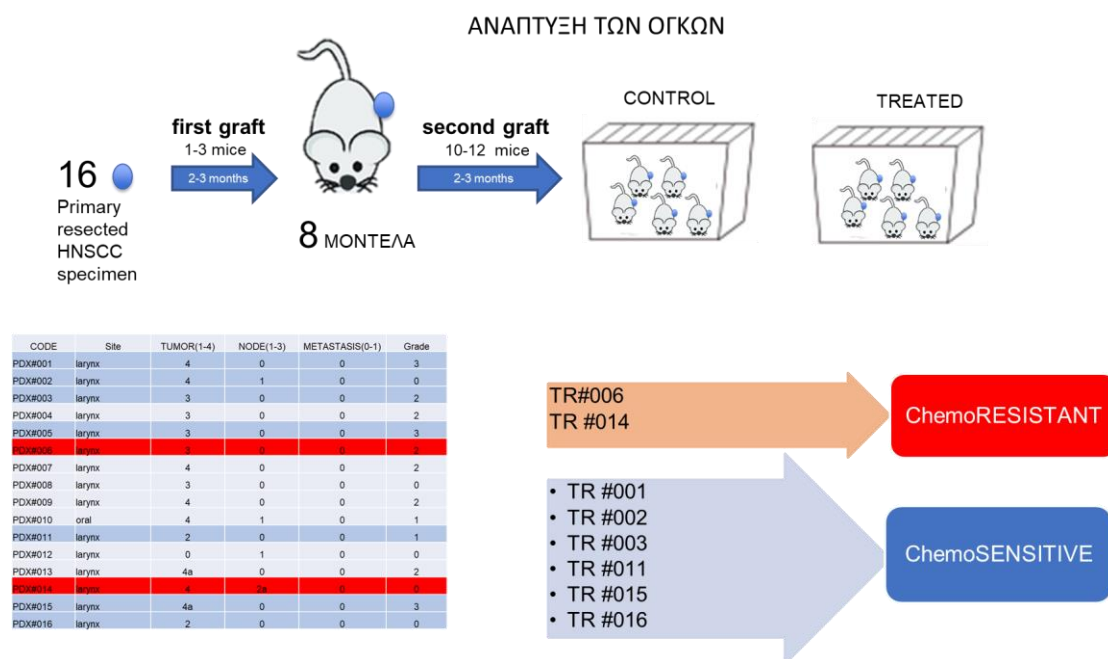 ΑΝΑΠΤΥΞΗ ΤΩΝ ΟΓΚΩΝ
CONTROL
TREATED
first graft
1-3 mice
2-3 months
second graft
10-12 mice
2-3 months
16
Primary
resected
HNSCC
specimen
8 ΜΟΝΤΕΛΑ
CODE Site TUMOR(1-4) NODE(1-3) METASTASIS(0-1) Grade
PDX#001 larynx 4 0 0 3
PDX#002 larynx 4 1 0 0
PDX#003 larynx 3 0 0 2
PDX#004 larynx 3 0 0 2
PDX#005 larynx 3 0 0 3
PDX#006 larynx 3 0 0 2
PDX#007 larynx 4 0 0 2
PDX#008 larynx 3 0 0 0
PDX#009 larynx 4 0 0 2
PDX#010 oral 4 1 0 1
PDX#011 larynx 2 0 0 1
PDX#012 larynx 0 1 0 0
PDX#013 larynx 4a 0 0 2
PDX#014 larynx 4 2a 0 0
PDX#015 larynx 4a 0 0 3
PDX#016 larynx 2 0 0 0
TR#006
TR #014
ChemoRESISTANT
• TR #001
• TR #002
• TR #003
• TR #011
• TR #015
• TR #016
ChemoSENSITIVE